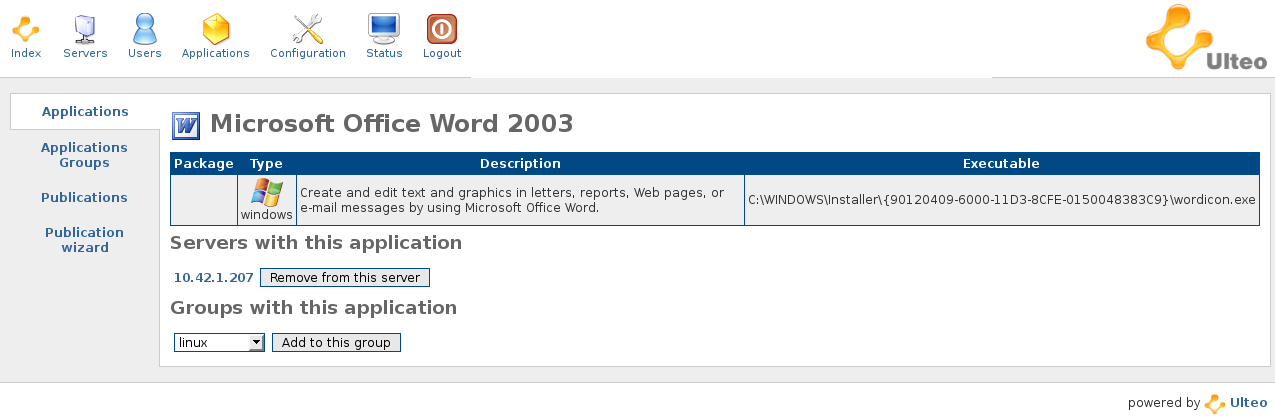 Index Servers Users Applications Configuration Status Logout
Ulteo
Applications
Applications
Groups
Publications
Publication
wizard
Microsoft Office Word 2003
Package Type Description Executable
windows
Create and edit text and graphics in letters, reports, Web pages, or
e-mail messages by using Microsoft Office Word.
C:\WINDOWS\Installer\{90120409-6000-11D3-8CFE-0150048383C9}\wordicon.exe
Servers with this application
10.42.1.207 Remove from this server
Groups with this application
linux Add to this group
powered by Ulteo